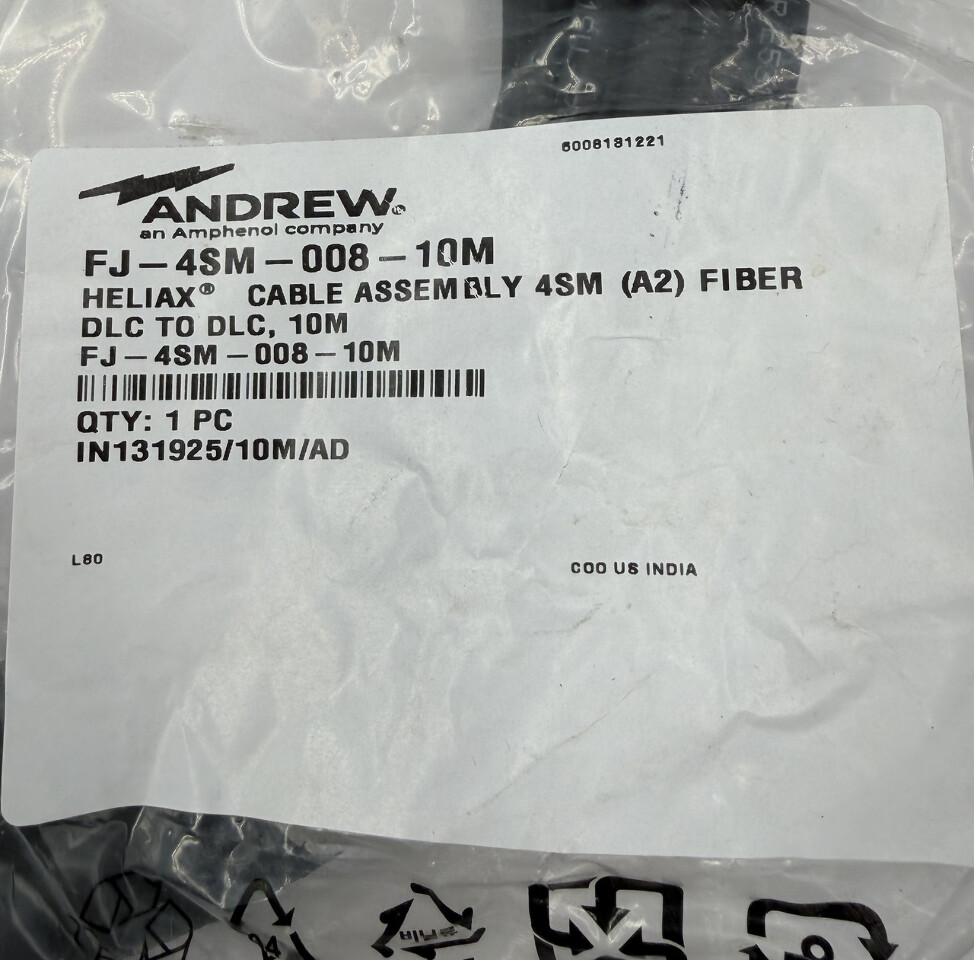 6008131221
ANDREW®
an Amphenol company
FJ-4SM-008-10M
HELIAX® CABLE ASSEMBLY 4SM (A2) FIBER
DLC TO DLC, 10M
FJ-4SM-008-10M
QTY: 1 PC
IN131925/10M/AD
L80
COO US INDIA